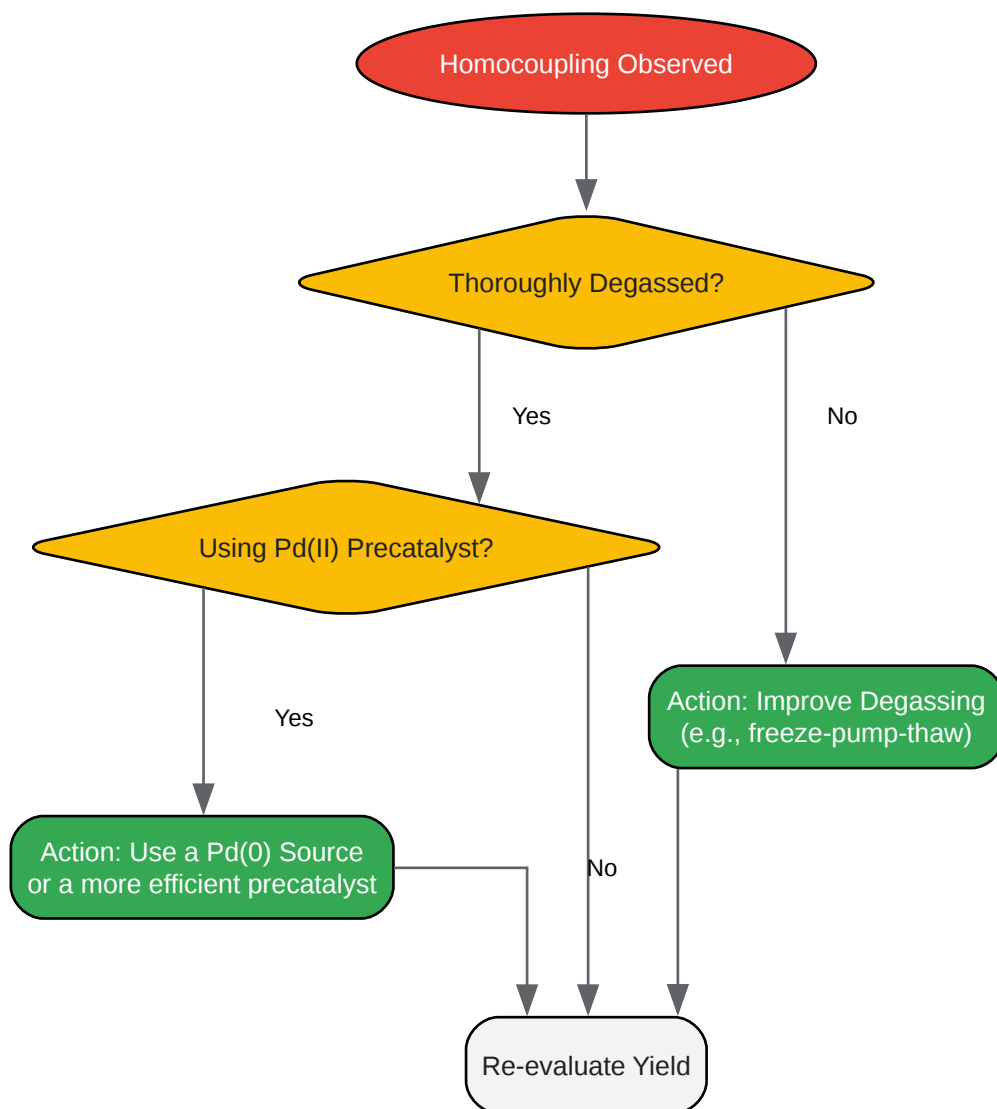 Homocoupling Observed
Thoroughly Degassed?
Yes
No
Using Pd(II) Precatalyst?
Action: Improve Degassing
(e.g., freeze-pump-thaw)
Yes
Action: Use a Pd(0) Source
or a more efficient precatalyst
No
Re-evaluate Yield